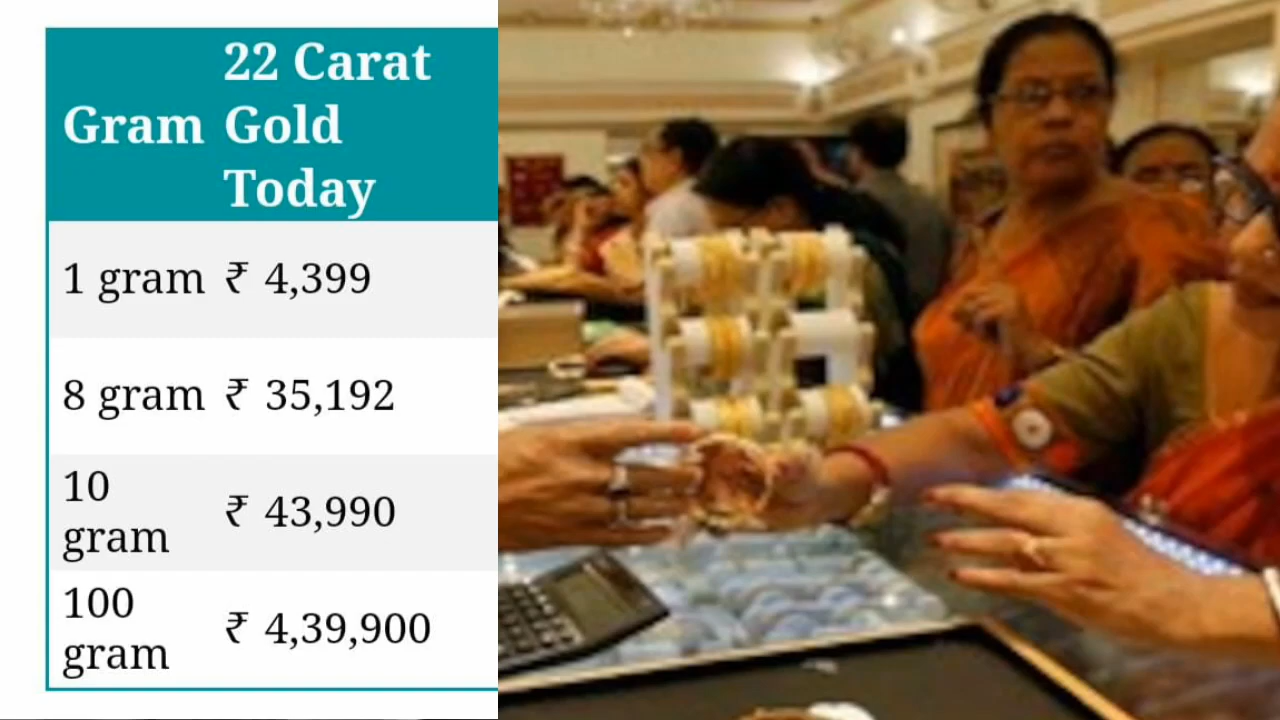 Gram
22 Carat
Gold
Today
1 gram ₹ 4,399
8 gram ₹ 35,192
10
gram
₹ 43,990
100
gram
₹ 4,39,900